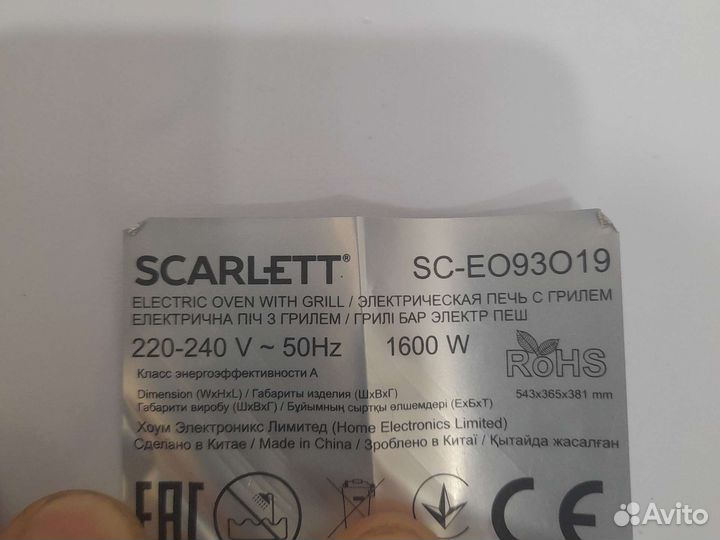 SCARLETT® SC-EO93O19
ELECTRIC OVEN WITH GRILL / ЭЛЕКТРИЧЕСКАЯ ПЕЧЬ С ГРИЛЕМ
ЕЛЕКТРИЧНА ПІЧ З ГРИЛЕМ / ГРИЛІ БАР ЭЛЕКТР ПЕШ
220-240 V ~ 50Hz 1600 W
RoHS
Класс энергоэффективности А
Dimension (WxHxL) / Габариты изделия (ШхВхГ) 543x365x381 mm
Габарити виробу (ШхВхГ) / Бұйымның сыртқы өлшемдері (ЕхБхТ)
Хоум Электроникс Лимитед (Home Electronics Limited)
Сделано в Китае / Made in China / Зроблено в Китаї / Қытайда жасалған
EAC CE
Avito